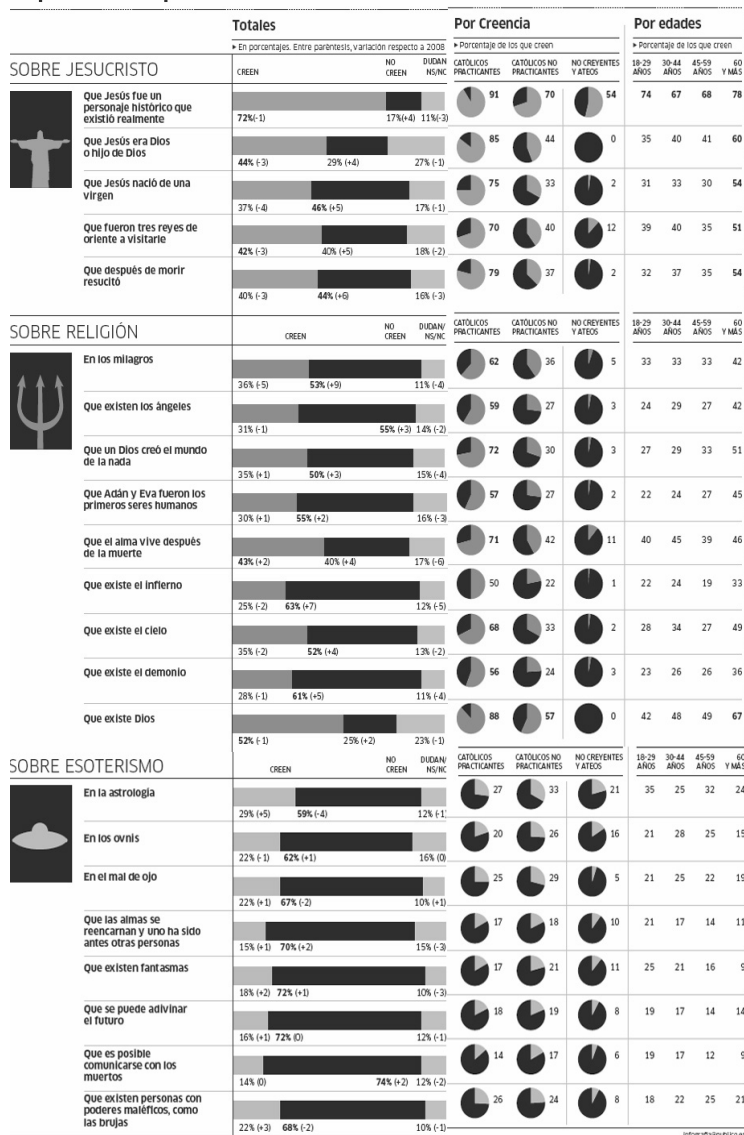 Totales
Por Creencia
Por edades
▸ En porcentajes. Entre paréntesis, variación respecto a 2008
▸ Porcentaje de los que creen
▸ Porcentaje de los que creen
SOBRE JESUCRISTO
CREEN
NO CREEN
DUDAN NS/NC
CATÓLICOS PRACTICANTES
CATÓLICOS NO PRACTICANTES
NO CREYENTES Y ATEOS
18-29 AÑOS
30-44 AÑOS
45-59 AÑOS
60 Y MÁS
Que Jesús fue un
personaje histórico que
existió realmente
72%(-1) 17%(+4) 11%(-3)
91 70 54 74 67 68 78
Que Jesús era Dios
o hijo de Dios
44% (-3) 29% (+4) 27% (-1)
85 44 0 35 40 41 60
Que Jesús nació de una
virgen
37% (-4) 46% (+5) 17% (-1)
75 33 2 31 33 30 54
Que fueron tres reyes de
oriente a visitarle
42% (-3) 40% (+5) 18% (-2)
70 40 12 39 40 35 51
Que después de morir
resucitó
40% (-3) 44% (+6) 16% (-3)
79 37 2 32 37 35 54
SOBRE RELIGIÓN
CREEN
NO CREEN
DUDAN/ NS/NC
CATÓLICOS PRACTICANTES
CATÓLICOS NO PRACTICANTES
NO CREYENTES Y ATEOS
18-29 AÑOS
30-44 AÑOS
45-59 AÑOS
60 Y MÁS
En los milagros
36% (-5) 53% (+9) 11% (-4)
62 36 5 33 33 33 42
Que existen los ángeles
31% (-1) 55% (+3) 14% (-2)
59 27 3 24 29 27 42
Que un Dios creó el mundo
de la nada
35% (+1) 50% (+3) 15% (-4)
72 30 3 27 29 33 51
Que Adán y Eva fueron los
primeros seres humanos
30% (+1) 55% (+2) 16% (-3)
57 27 2 22 24 27 45
Que el alma vive después
de la muerte
43% (+2) 40% (+4) 17% (-6)
71 42 11 40 45 39 46
Que existe el infierno
25% (-2) 63% (+7) 12% (-5)
50 22 1 22 24 19 33
Que existe el cielo
35% (-2) 52% (+4) 13% (-2)
68 33 2 28 34 27 49
Que existe el demonio
28% (-1) 61% (+5) 11% (-4)
56 24 3 23 26 26 36
Que existe Dios
52% (-1) 25% (+2) 23% (-1)
88 57 0 42 48 49 67
SOBRE ESOTERISMO
CREEN
NO CREEN
DUDAN/ NS/NC
CATÓLICOS PRACTICANTES
CATÓLICOS NO PRACTICANTES
NO CREYENTES Y ATEOS
18-29 AÑOS
30-44 AÑOS
45-59 AÑOS
60 Y MÁS
En la astrología
29% (+5) 59% (-4) 12% (-1)
27 33 21 35 25 32 24
En los ovnis
22% (-1) 62% (+1) 16% (0)
20 26 16 21 28 25 15
En el mal de ojo
22% (+1) 67% (-2) 10% (+1)
25 29 5 21 25 22 19
Que las almas se
reencarnan y uno ha sido
antes otras personas
15% (+1) 70% (+2) 15% (-3)
17 18 10 21 17 14 11
Que existen fantasmas
18% (+2) 72% (+1) 10% (-3)
17 21 11 25 21 16 9
Que se puede adivinar
el futuro
16% (+1) 72% (0) 12% (-1)
18 19 8 19 17 14 14
Que es posible
comunicarse con los
muertos
14% (0) 74% (+2) 12% (-2)
14 17 6 19 17 12 9
Que existen personas con
poderes maléficos, como
las brujas
22% (+3) 68% (-2) 10% (-1)
26 24 8 18 22 25 21